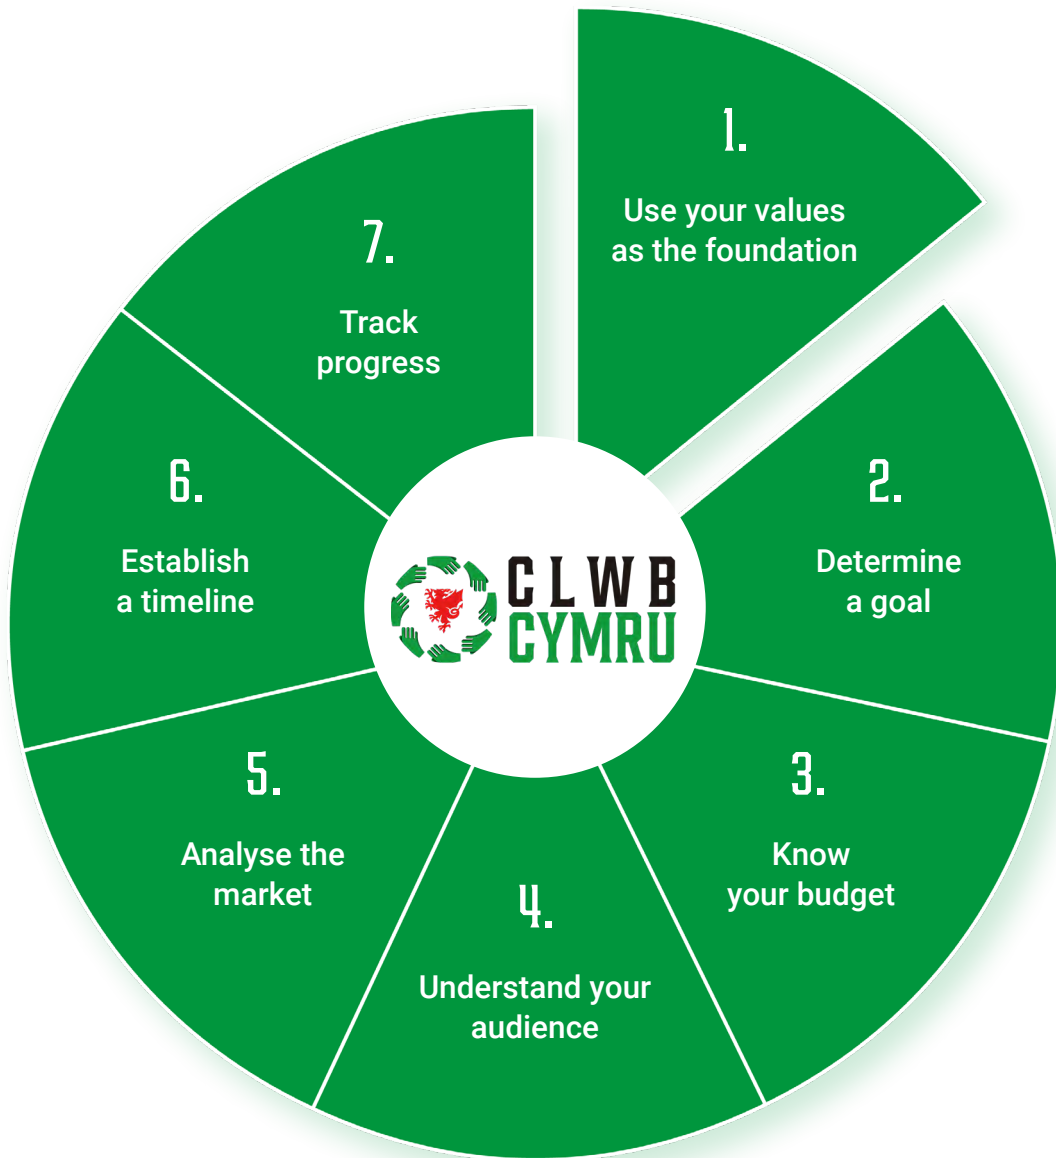 1.
Use your values
as the foundation
2.
Determine
a goal
3.
Know
your budget
4.
Understand your
audience
5.
Analyse the
market
6.
Establish
a timeline
7.
Track
progress
CLWB
CYMRU